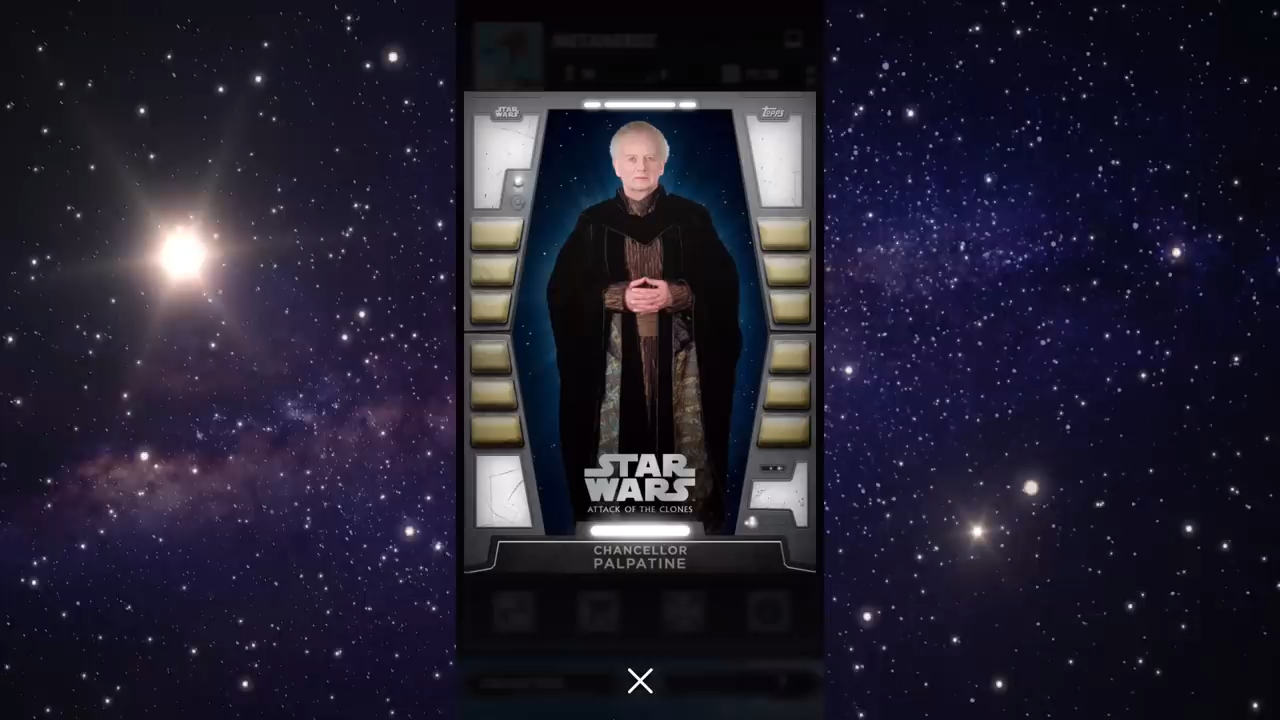 STAR
WARS
TOPPS
STAR
WARS
ATTACK OF THE CLONES
CHANCELLOR
PALPATINE